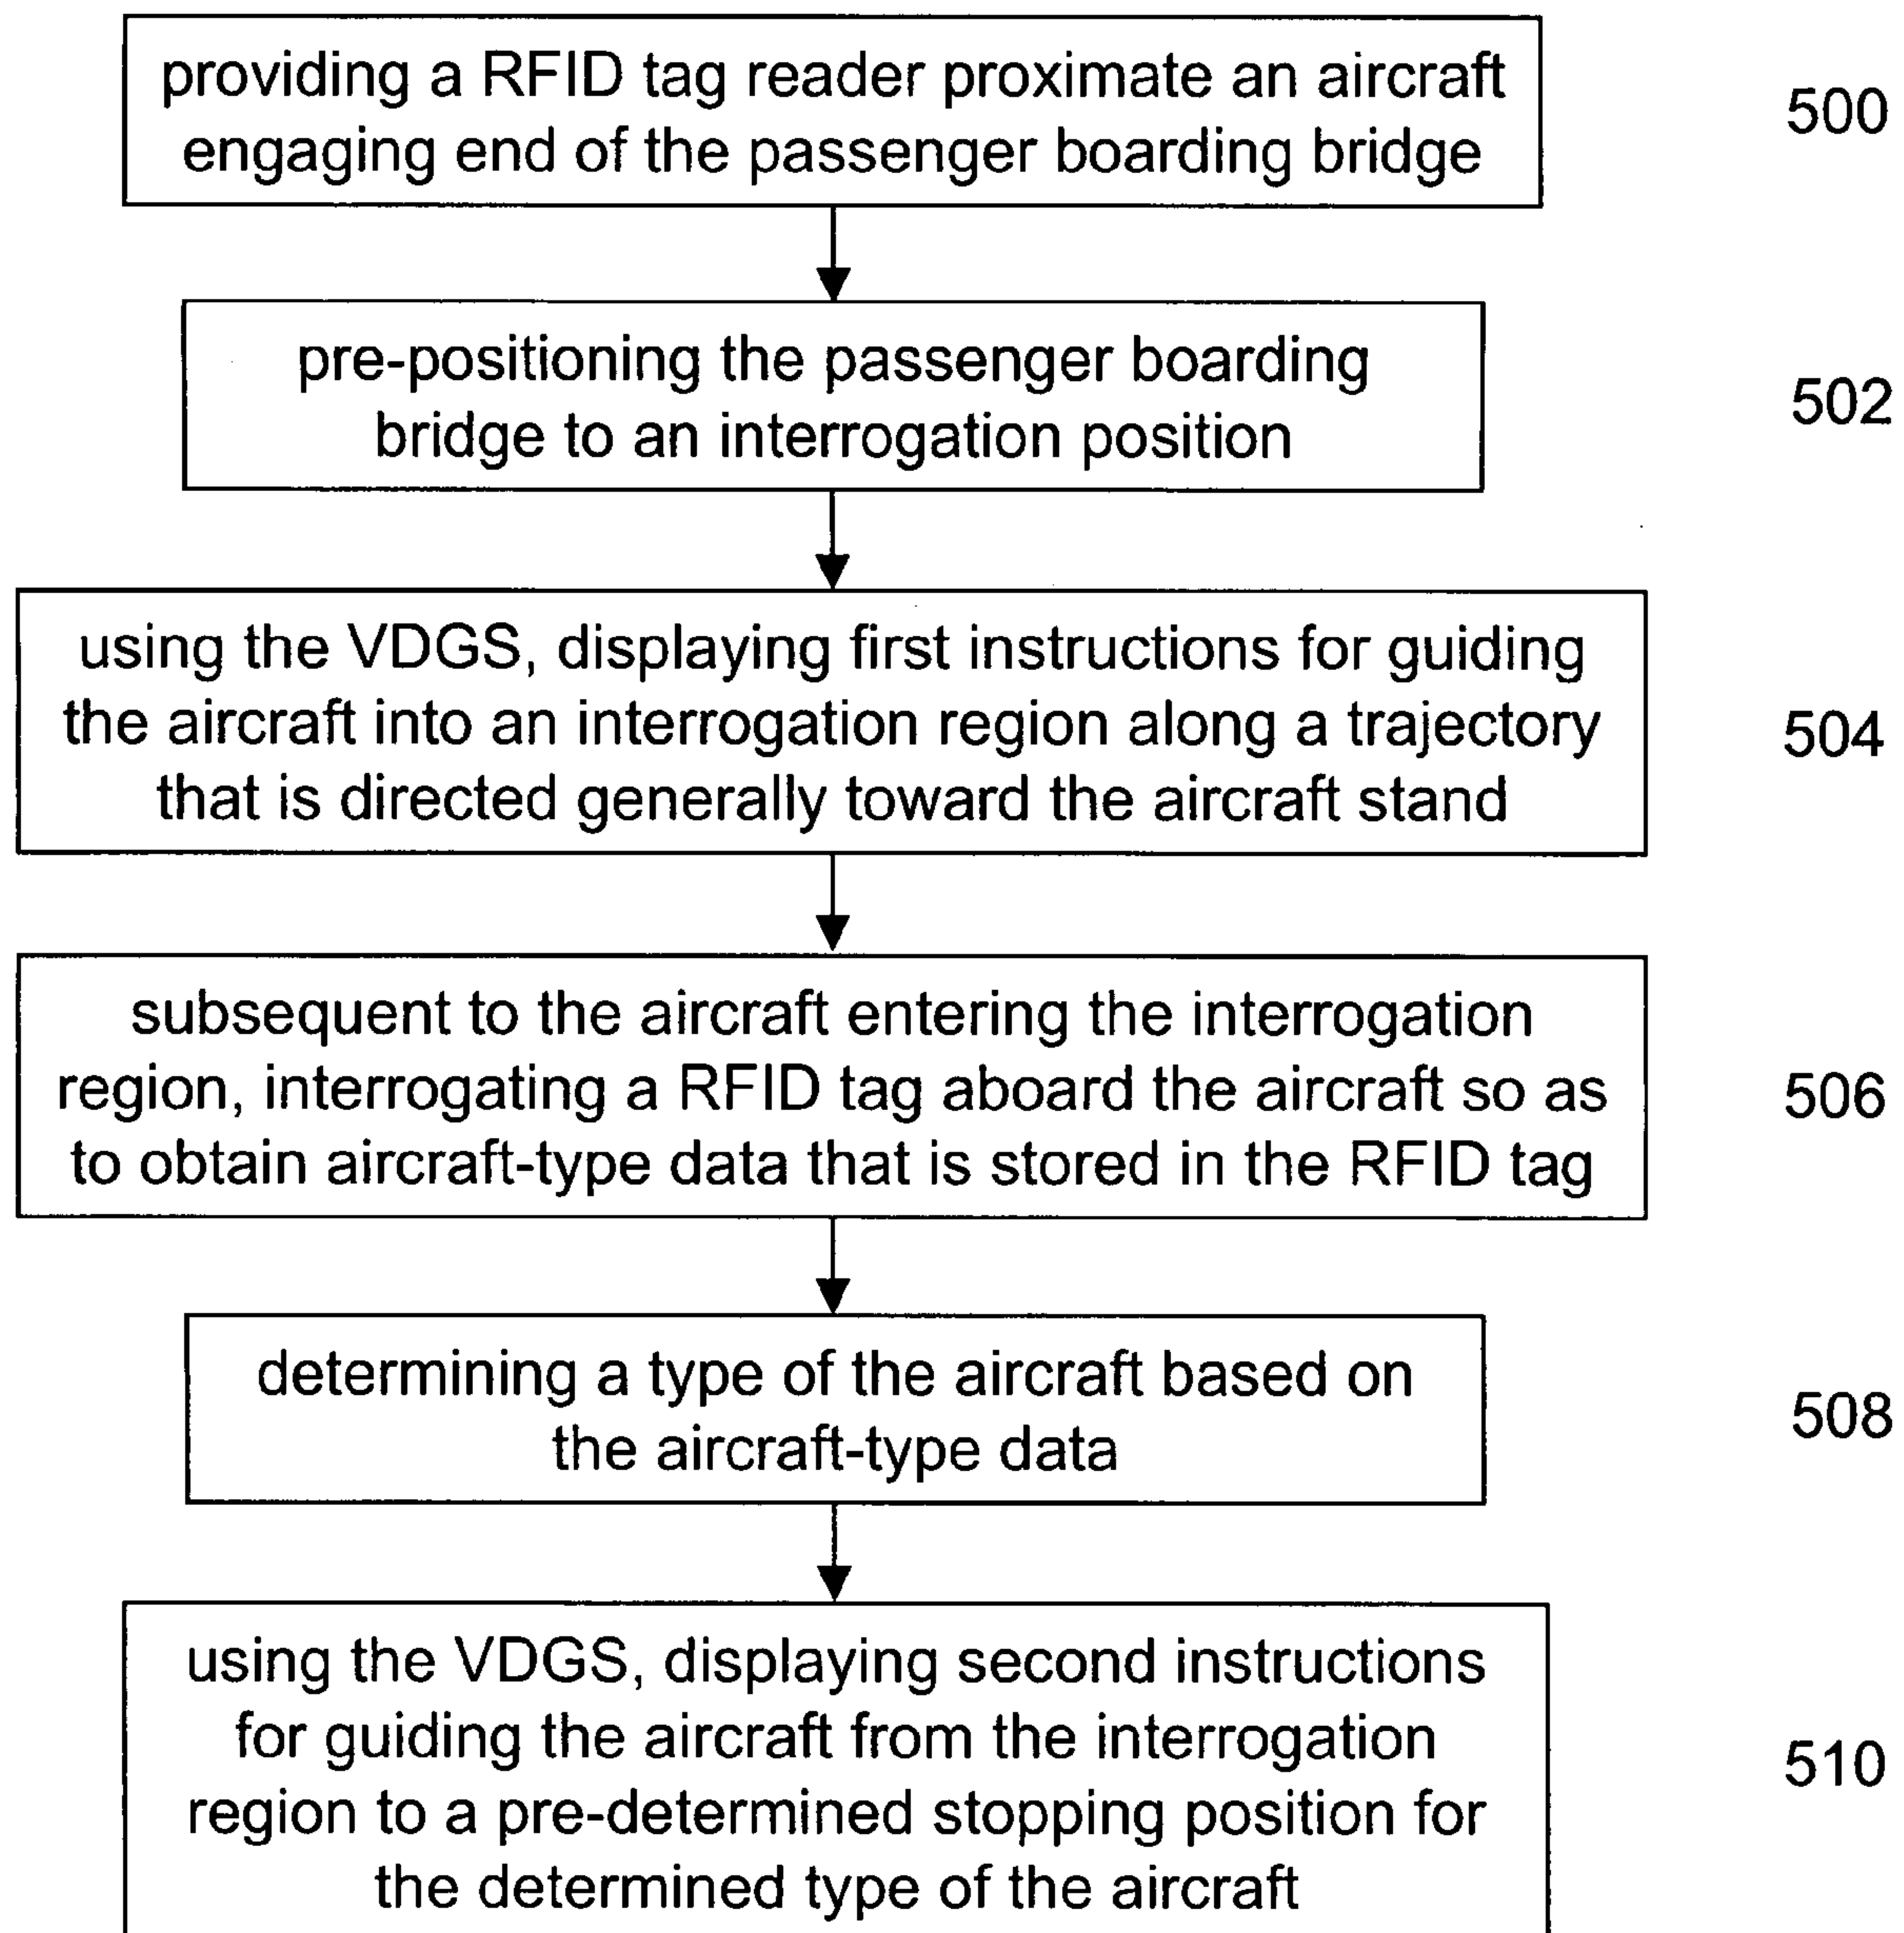 providing a RFID tag reader proximate an aircraft
engaging end of the passenger boarding bridge
500
pre-positioning the passenger boarding
bridge to an interrogation position
502
using the VDGS, displaying first instructions for guiding
the aircraft into an interrogation region along a trajectory
that is directed generally toward the aircraft stand
504
subsequent to the aircraft entering the interrogation
region, interrogating a RFID tag aboard the aircraft so as
to obtain aircraft-type data that is stored in the RFID tag
506
determining a type of the aircraft based on
the aircraft-type data
508
using the VDGS, displaying second instructions
for guiding the aircraft from the interrogation
region to a pre-determined stopping position for
the determined type of the aircraft
510